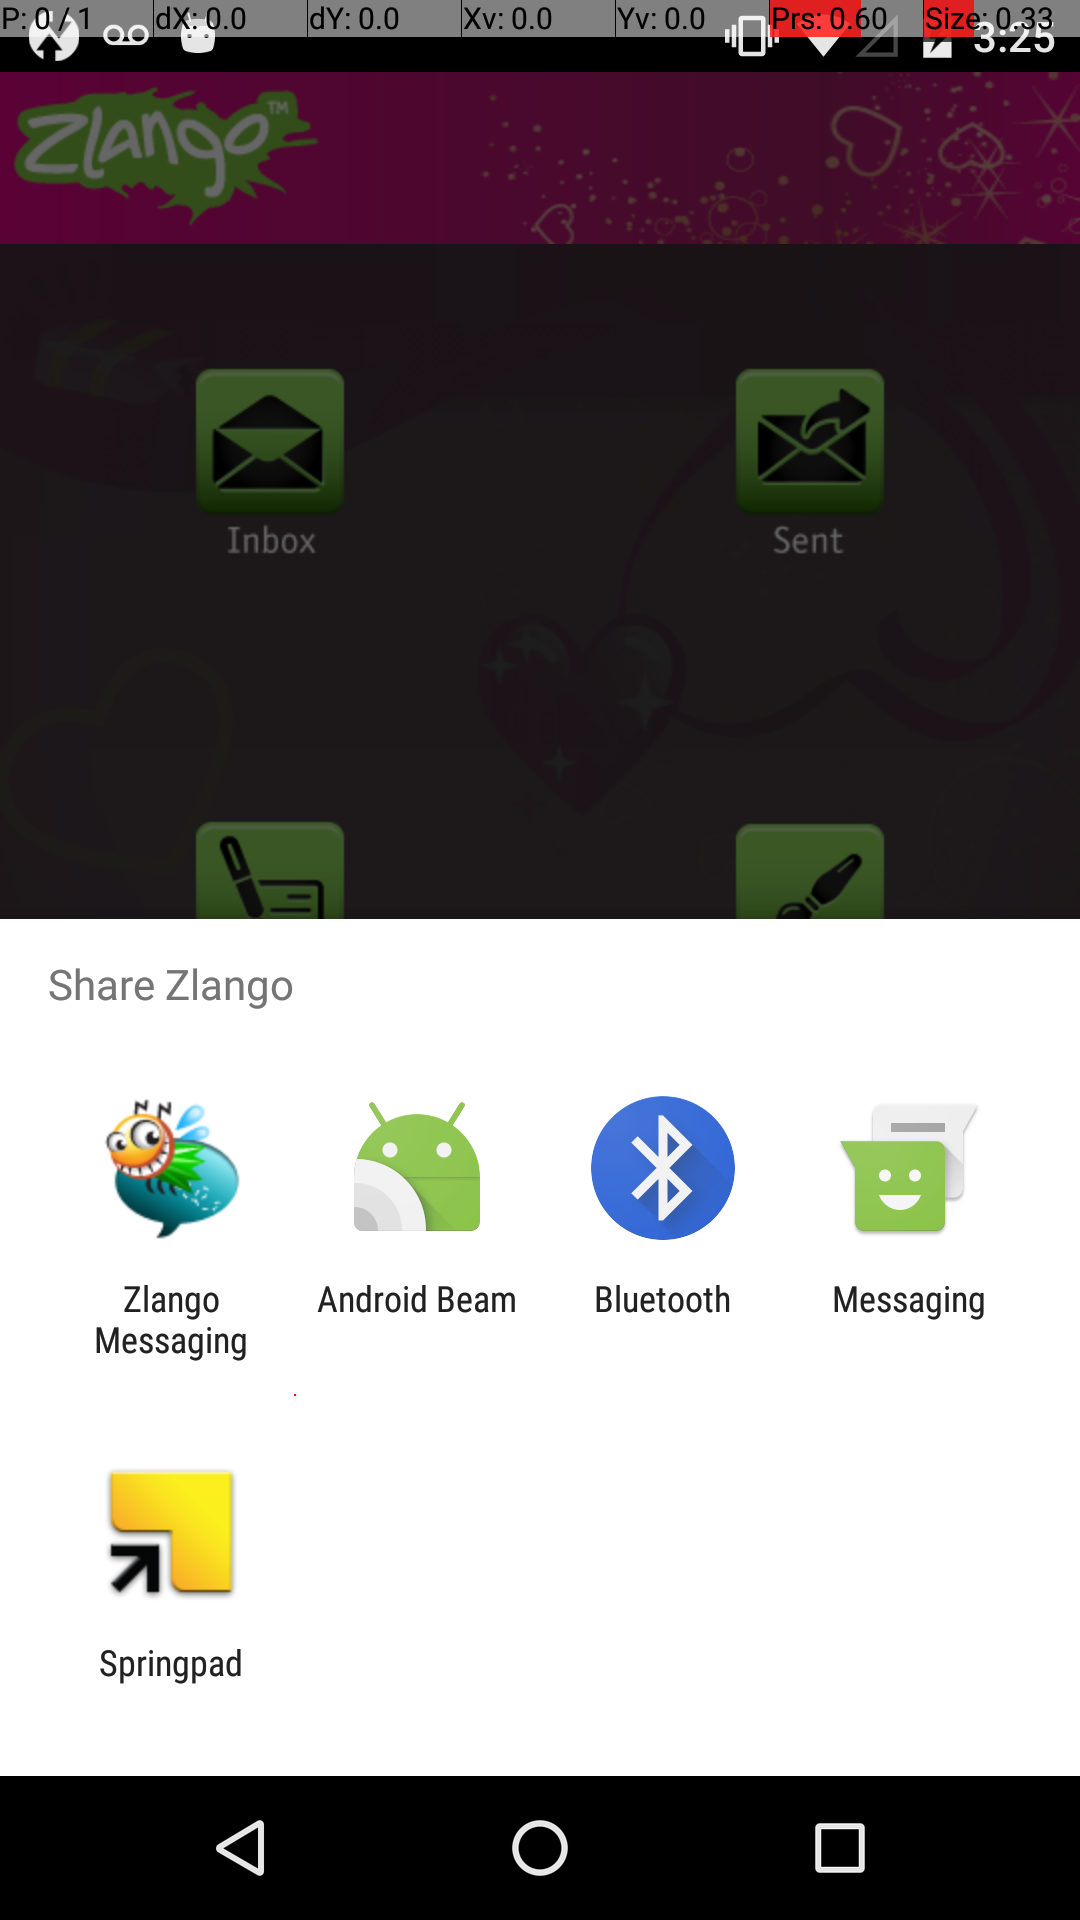 P: 0 / 1 dX: 0.0 dY: 0.0 Xv: 0.0 Yv: 0.0 Prs: 0.60 Size: 0.33
3:25
Zlango™
Inbox Sent
Share Zlango
Zlango Messaging
Android Beam
Bluetooth
Messaging
Springpad